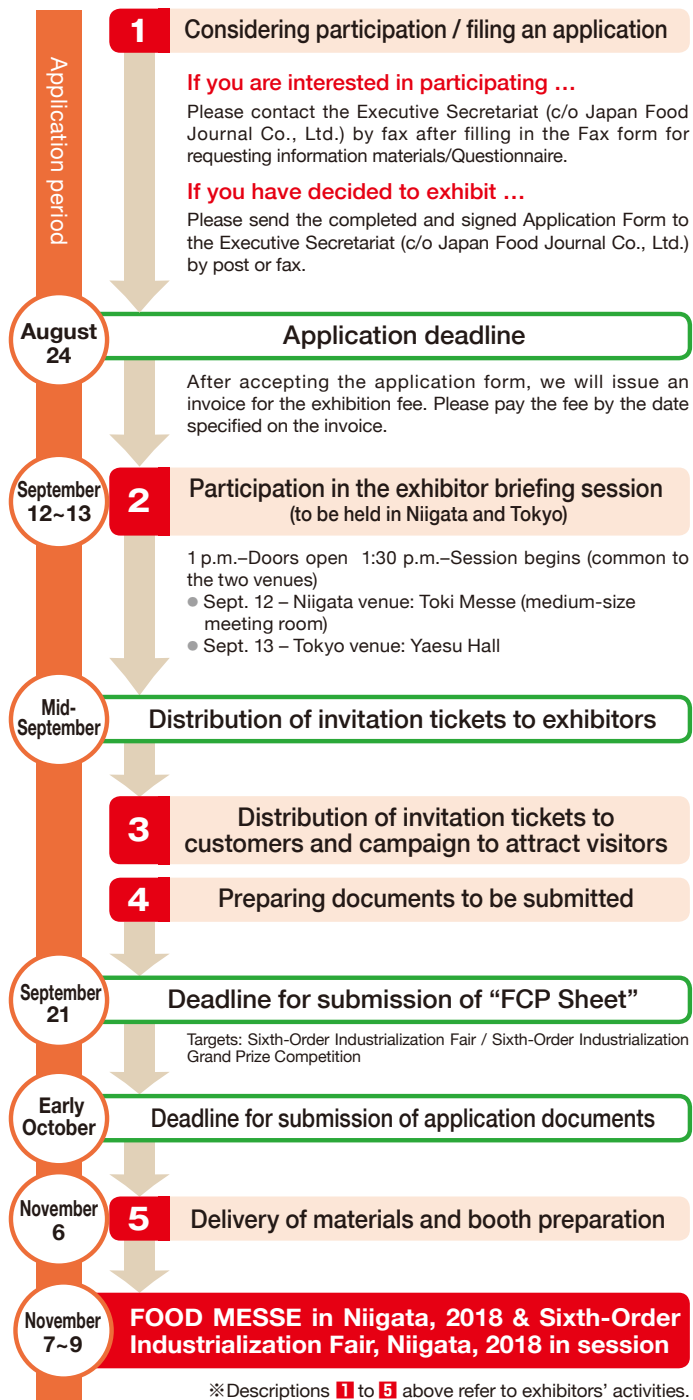 1 Considering participation / filing an application
Application period
If you are interested in participating …
Please contact the Executive Secretariat (c/o Japan Food
Journal Co., Ltd.) by fax after filling in the Fax form for
requesting information materials/Questionnaire.
If you have decided to exhibit …
Please send the completed and signed Application Form to
the Executive Secretariat (c/o Japan Food Journal Co., Ltd.)
by post or fax.
August
24
Application deadline
After accepting the application form, we will issue an
invoice for the exhibition fee. Please pay the fee by the date
specified on the invoice.
September
12~13
2 Participation in the exhibitor briefing session
(to be held in Niigata and Tokyo)
1 p.m.–Doors open 1:30 p.m.–Session begins (common to
the two venues)
● Sept. 12 – Niigata venue: Toki Messe (medium-size
meeting room)
● Sept. 13 – Tokyo venue: Yaesu Hall
Mid-
September
Distribution of invitation tickets to exhibitors
3 Distribution of invitation tickets to
customers and campaign to attract visitors
4 Preparing documents to be submitted
September
21
Deadline for submission of “FCP Sheet”
Targets: Sixth-Order Industrialization Fair / Sixth-Order Industrialization
Grand Prize Competition
Early
October
Deadline for submission of application documents
November
6
5 Delivery of materials and booth preparation
November
7~9
FOOD MESSE in Niigata, 2018 & Sixth-Order
Industrialization Fair, Niigata, 2018 in session
※Descriptions 1 to 5 above refer to exhibitors’ activities.